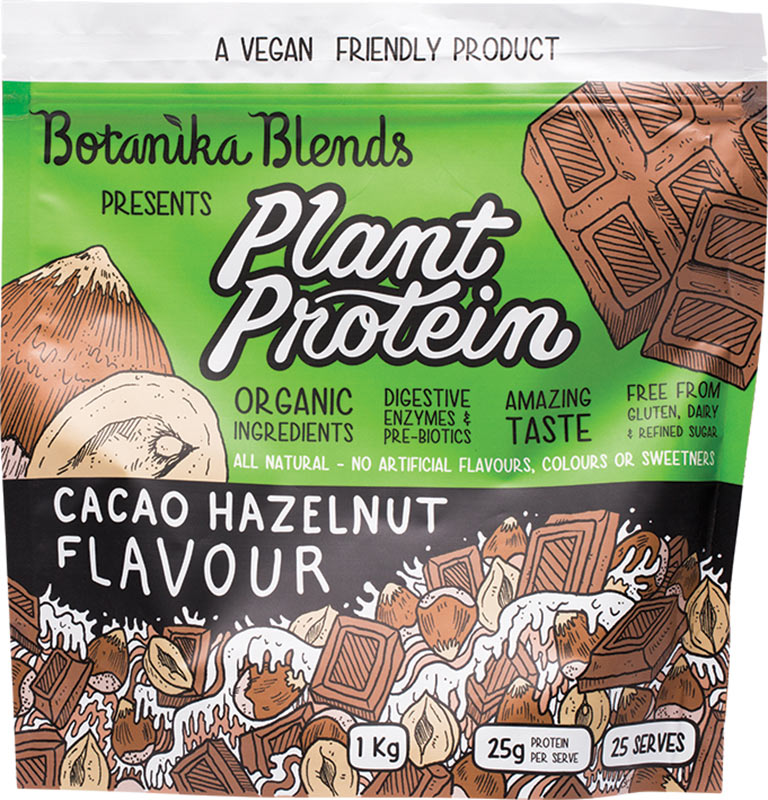 A VEGAN FRIENDLY PRODUCT
Botanika Blends
PRESENTS
Plant
Protein
ORGANIC
INGREDIENTS
DIGESTIVE
ENZYMES &
PRE-BIOTICS
AMAZING
TASTE
FREE FROM
GLUTEN, DAIRY
& REFINED SUGAR
ALL NATURAL - NO ARTIFICIAL FLAVOURS, COLOURS OR SWEETNERS
CACAO HAZELNUT
FLAVOUR
1 Kg
25g PROTEIN
PER SERVE
25 SERVES